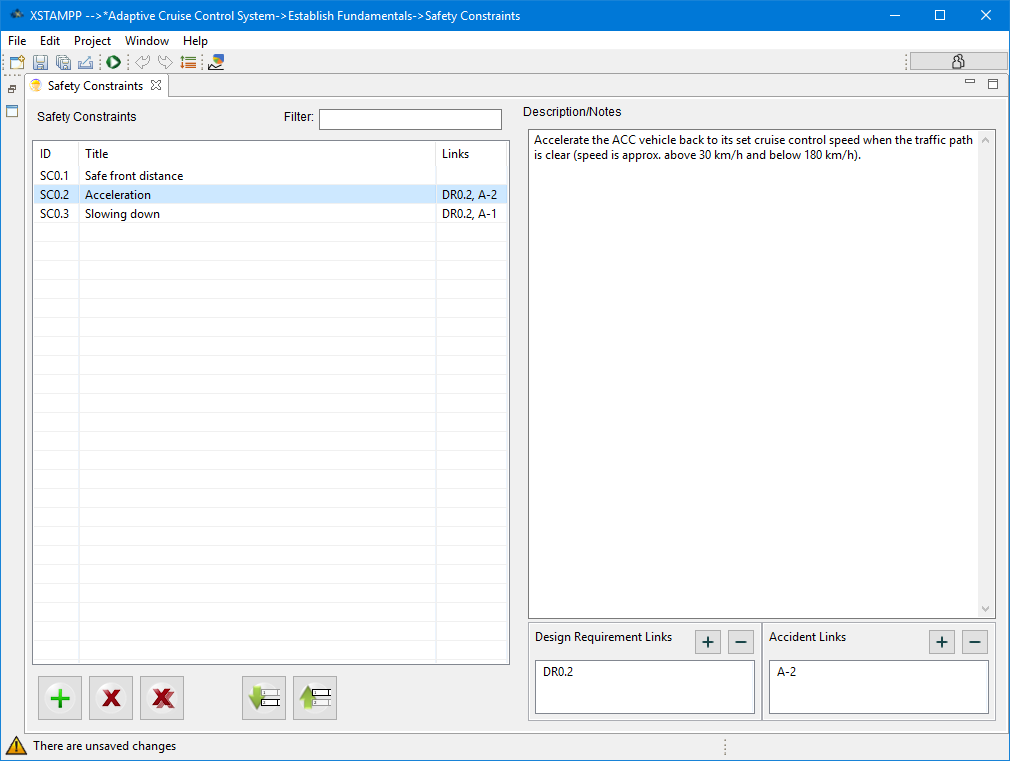 XSTAMPP -->*Adaptive Cruise Control System->Establish Fundamentals->Safety Constraints
File Edit Project Window Help
Safety Constraints
Safety Constraints
Filter:
ID Title Links
SC0.1 Safe front distance
SC0.2 Acceleration DR0.2, A-2
SC0.3 Slowing down DR0.2, A-1
Description/Notes
Accelerate the ACC vehicle back to its set cruise control speed when the traffic path
is clear (speed is approx. above 30 km/h and below 180 km/h).
Design Requirement Links
DR0.2
Accident Links
A-2
There are unsaved changes